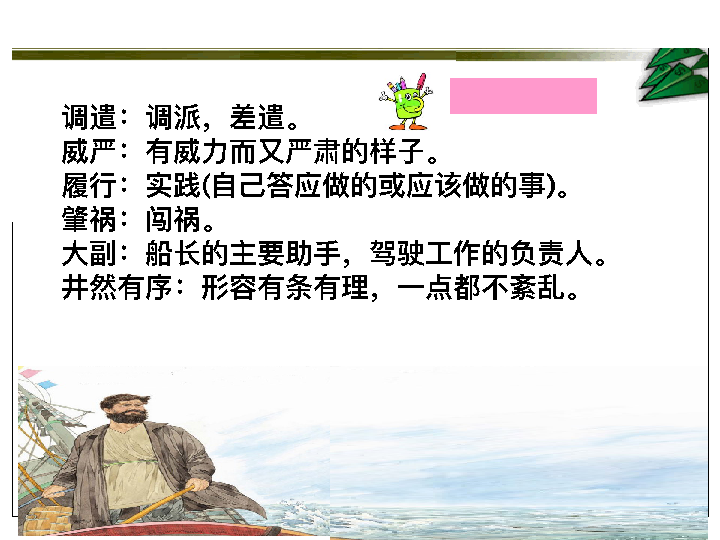 调遣：调派，差遣。
威严：有威力而又严肃的样子。
履行：实践(自己答应做的或应该做的事)。
肇祸：闯祸。
大副：船长的主要助手，驾驶工作的负责人。
井然有序：形容有条有理，一点都不紊乱。